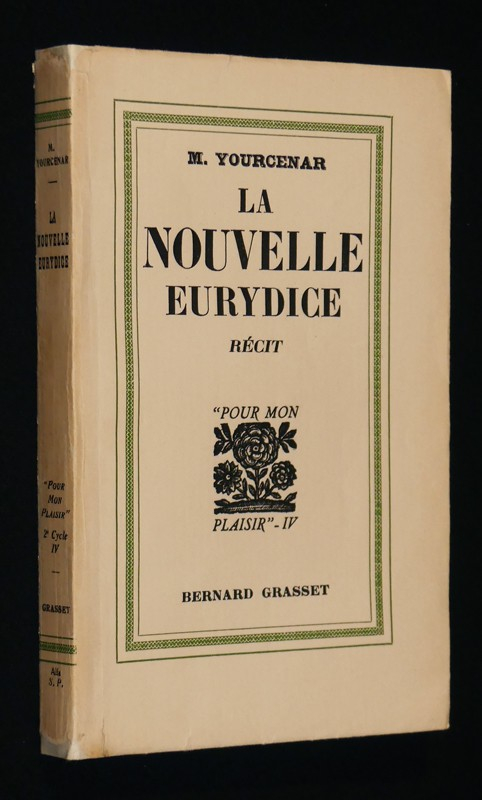 M. YOURCENAR
LA
NOUVELLE
EURYDICE
RÉCIT
“POUR MON
PLAISIR”-IV
BERNARD GRASSET
M.
YOURCENAR
LA
NOUVELLE
EURYDICE
“POUR
MON
PLAISIR”
2e Cycle
IV
GRASSET
Alfa
S. P.